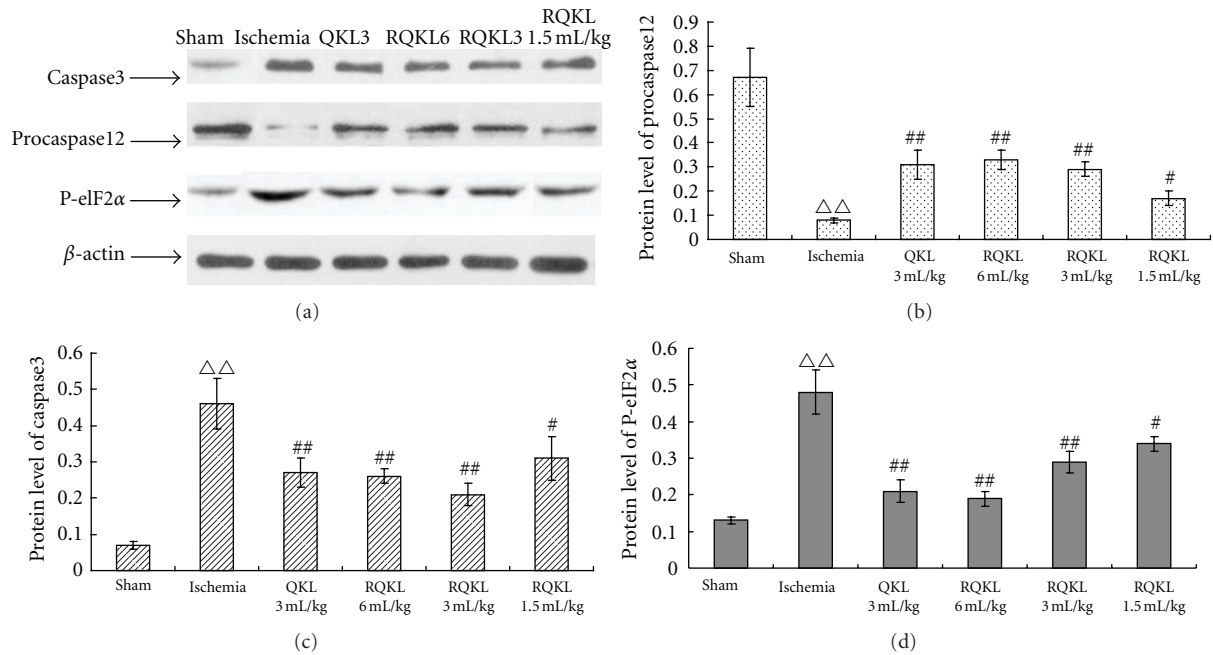 RQKL
Sham Ischemia QKL3 RQKL6 RQKL3 1.5 mL/kg
Caspase3
Procaspase12
P-eIF2α
β-actin
(a)
Protein level of procaspase12
0.9
0.8
0.7
0.6
0.5
0.4
0.3
0.2
0.1
0
△△
##
##
##
#
Sham Ischemia QKL RQKL RQKL RQKL
3 mL/kg 6 mL/kg 3 mL/kg 1.5 mL/kg
(b)
Protein level of caspase3
0.6
0.5
0.4
0.3
0.2
0.1
0
△△
##
##
##
#
Sham Ischemia QKL RQKL RQKL RQKL
3 mL/kg 6 mL/kg 3 mL/kg 1.5 mL/kg
(c)
Protein level of P-eIF2α
0.6
0.5
0.4
0.3
0.2
0.1
0
△△
##
##
##
#
Sham Ischemia QKL RQKL RQKL RQKL
3 mL/kg 6 mL/kg 3 mL/kg 1.5 mL/kg
(d)